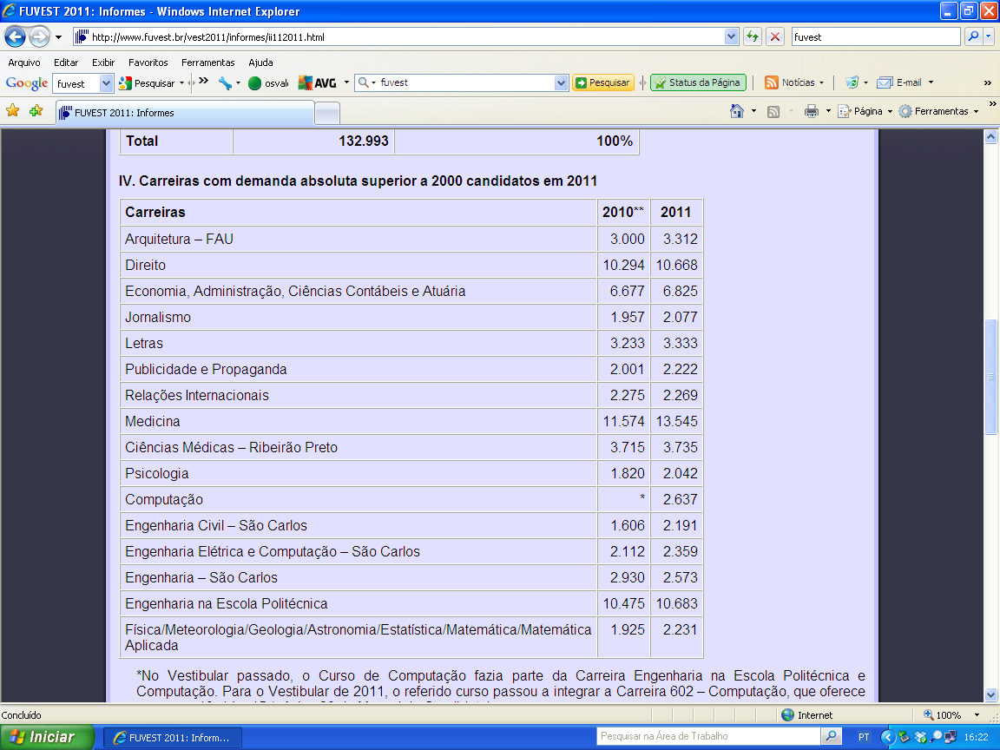 FUVEST 2011: Informes - Windows Internet Explorer
http://www.fuvest.br/vest2011/informes/ii112011.html
fuvest
Arquivo Editar Exibir Favoritos Ferramentas Ajuda
Google fuvest Pesquisar » osval AVG fuvest Pesquisar Status da Página Notícias E-mail »
FUVEST 2011: Informes Página Ferramentas »
Total 132.993 100%
IV. Carreiras com demanda absoluta superior a 2000 candidatos em 2011
Carreiras 2010** 2011
Arquitetura – FAU 3.000 3.312
Direito 10.294 10.668
Economia, Administração, Ciências Contábeis e Atuária 6.677 6.825
Jornalismo 1.957 2.077
Letras 3.233 3.333
Publicidade e Propaganda 2.001 2.222
Relações Internacionais 2.275 2.269
Medicina 11.574 13.545
Ciências Médicas – Ribeirão Preto 3.715 3.735
Psicologia 1.820 2.042
Computação * 2.637
Engenharia Civil – São Carlos 1.606 2.191
Engenharia Elétrica e Computação – São Carlos 2.112 2.359
Engenharia – São Carlos 2.930 2.573
Engenharia na Escola Politécnica 10.475 10.683
Física/Meteorologia/Geologia/Astronomia/Estatística/Matemática/Matemática 1.925 2.231
Aplicada
*No Vestibular passado, o Curso de Computação fazia parte da Carreira Engenharia na Escola Politécnica e
Computação. Para o Vestibular de 2011, o referido curso passou a integrar a Carreira 602 – Computação, que oferece
Concluído Internet 100%
Iniciar FUVEST 2011: Inform... Pesquisar na Área de Trabalho PT 16:22